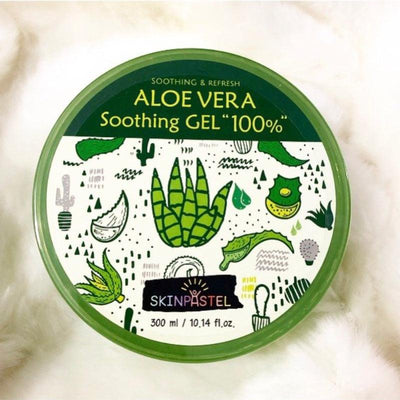 SOOTHING & REFRESH
ALOE VERA
Soothing GEL "100%"
SKINPASTEL
300 ml / 10,14 fl.oz.